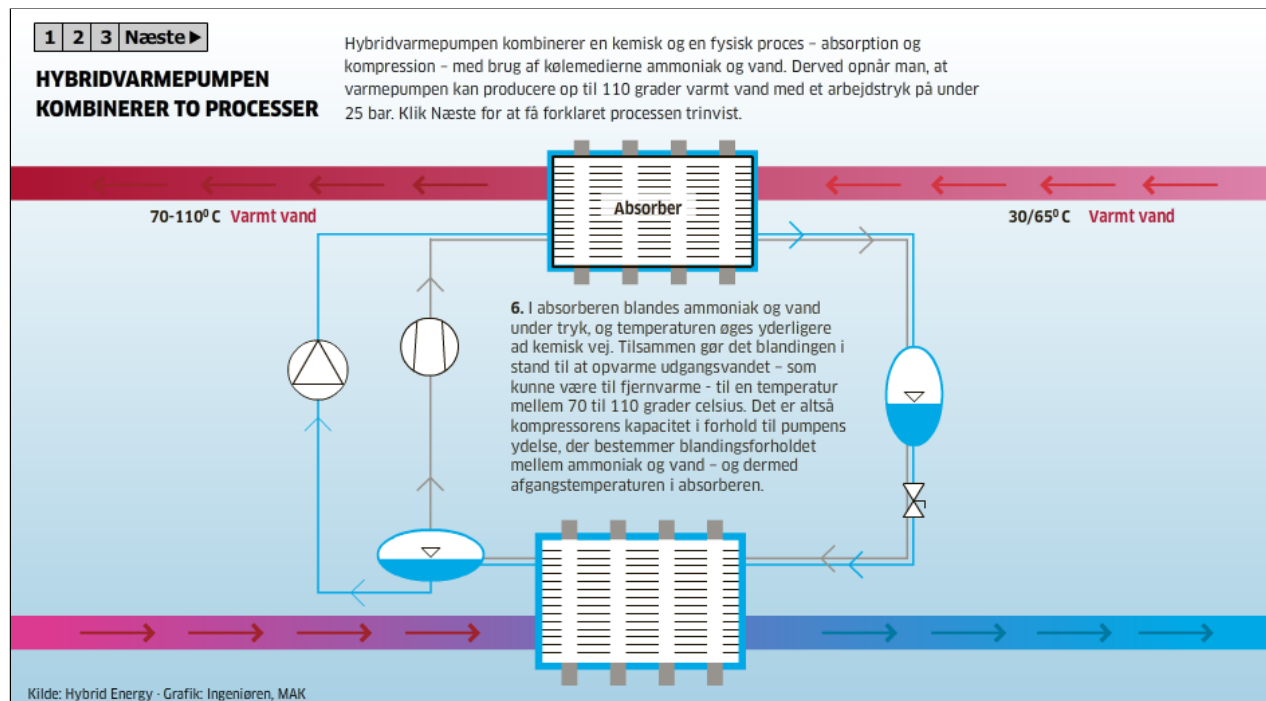 1 2 3 Næste►
HYBRIDVARMEPUMPEN
KOMBINERER TO PROCESSER
Hybridvarmepumpen kombinerer en kemisk og en fysisk proces – absorption og
kompression – med brug af kølemedierne ammoniak og vand. Derved opnår man, at
varmepumpen kan producere op til 110 grader varmt vand med et arbejdstryk på under
25 bar. Klik Næste for at få forklaret processen trinvist.
Absorber
70-110⁰ C Varmt vand
30/65⁰ C Varmt vand
6. I absorberen blandes ammoniak og vand
under tryk, og temperaturen øges yderligere
ad kemisk vej. Tilsammen gør det blandingen i
stand til at opvarme udgangsvandet – som
kunne være til fjernvarme - til en temperatur
mellem 70 til 110 grader celsius. Det er altså
kompressorens kapacitet i forhold til pumpens
ydelse, der bestemmer blandingsforholdet
mellem ammoniak og vand – og dermed
afgangstemperaturen i absorberen.
Kilde: Hybrid Energy · Grafik: Ingeniøren, MAK